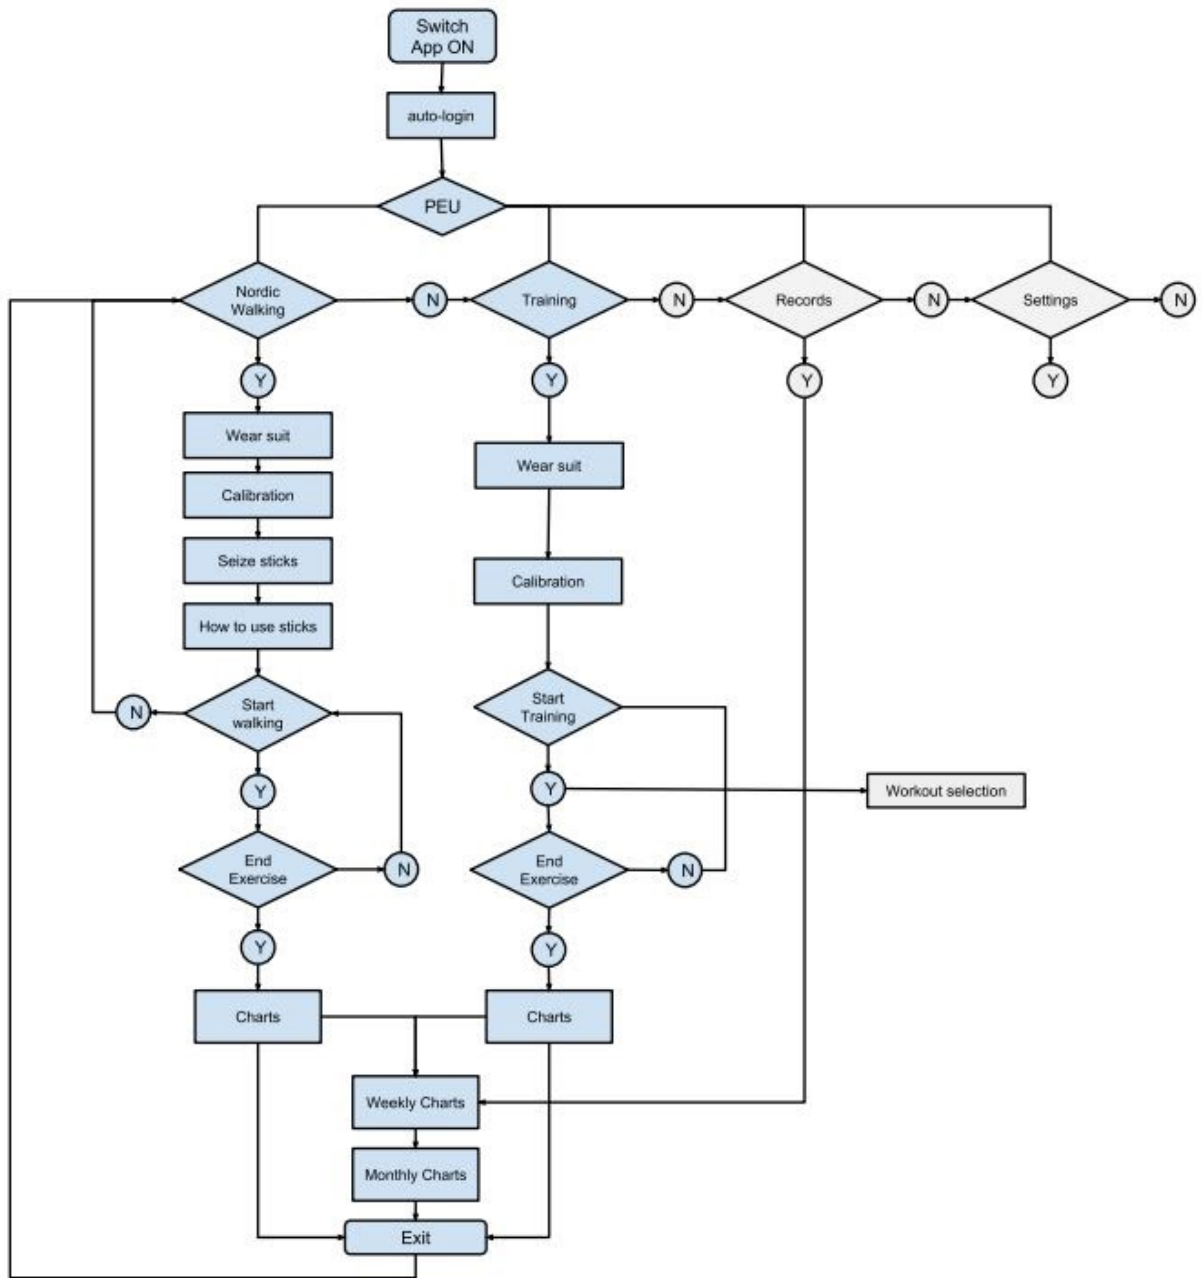 Switch
App ON
auto-login
PEU
Nordic
Walking
N
Training
N
Records
N
Settings
N
Y
Y
Y
Y
Wear suit
Wear suit
Calibration
Seize sticks
Calibration
How to use sticks
Start
walking
N
Start
Training
Y
Y
Workout selection
End
Exercise
N
End
Exercise
N
Y
Y
Charts
Charts
Weekly Charts
Monthly Charts
Exit